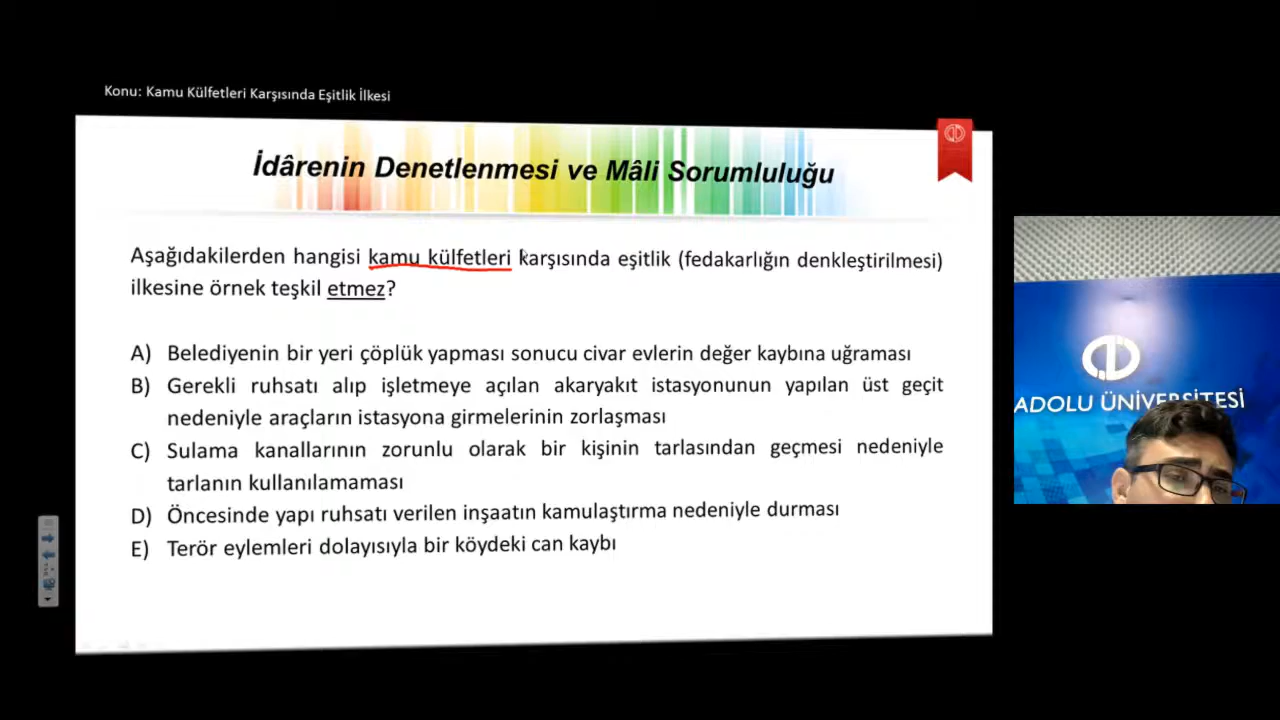 Konu: Kamu Külfetleri Karşısında Eşitlik İlkesi
İdârenin Denetlenmesi ve Mâli Sorumluluğu
Aşağıdakilerden hangisi kamu külfetleri karşısında eşitlik (fedakarlığın denkleştirilmesi)
ilkesine örnek teşkil etmez?
A) Belediyenin bir yeri çöplük yapması sonucu civar evlerin değer kaybına uğraması
B) Gerekli ruhsatı alıp işletmeye açılan akaryakıt istasyonunun yapılan üst geçit
nedeniyle araçların istasyona girmelerinin zorlaşması
C) Sulama kanallarının zorunlu olarak bir kişinin tarlasından geçmesi nedeniyle
tarlanın kullanılamaması
D) Öncesinde yapı ruhsatı verilen inşaatın kamulaştırma nedeniyle durması
E) Terör eylemleri dolayısıyla bir köydeki can kaybı
ADOLU ÜNİVERSİTESİ